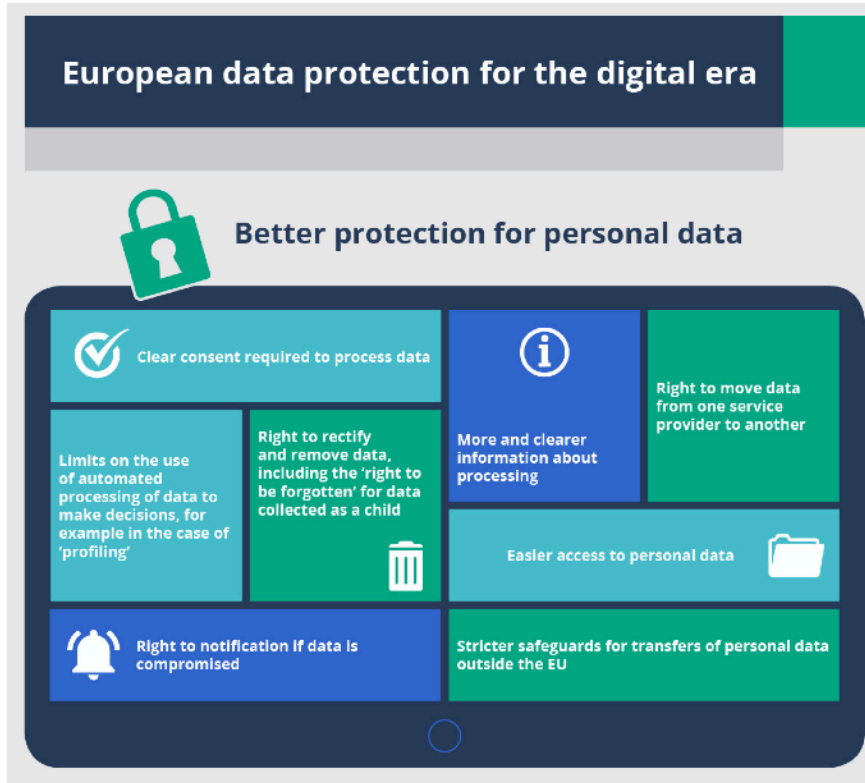 European data protection for the digital era
Better protection for personal data
Clear consent required to process data
Limits on the use
of automated
processing of data to
make decisions, for
example in the case of
‘profiling’
Right to rectify
and remove data,
including the ‘right to
be forgotten’ for data
collected as a child
More and clearer
information about
processing
Right to move data
from one service
provider to another
Easier access to personal data
Right to notification if data is
compromised
Stricter safeguards for transfers of personal data
outside the EU